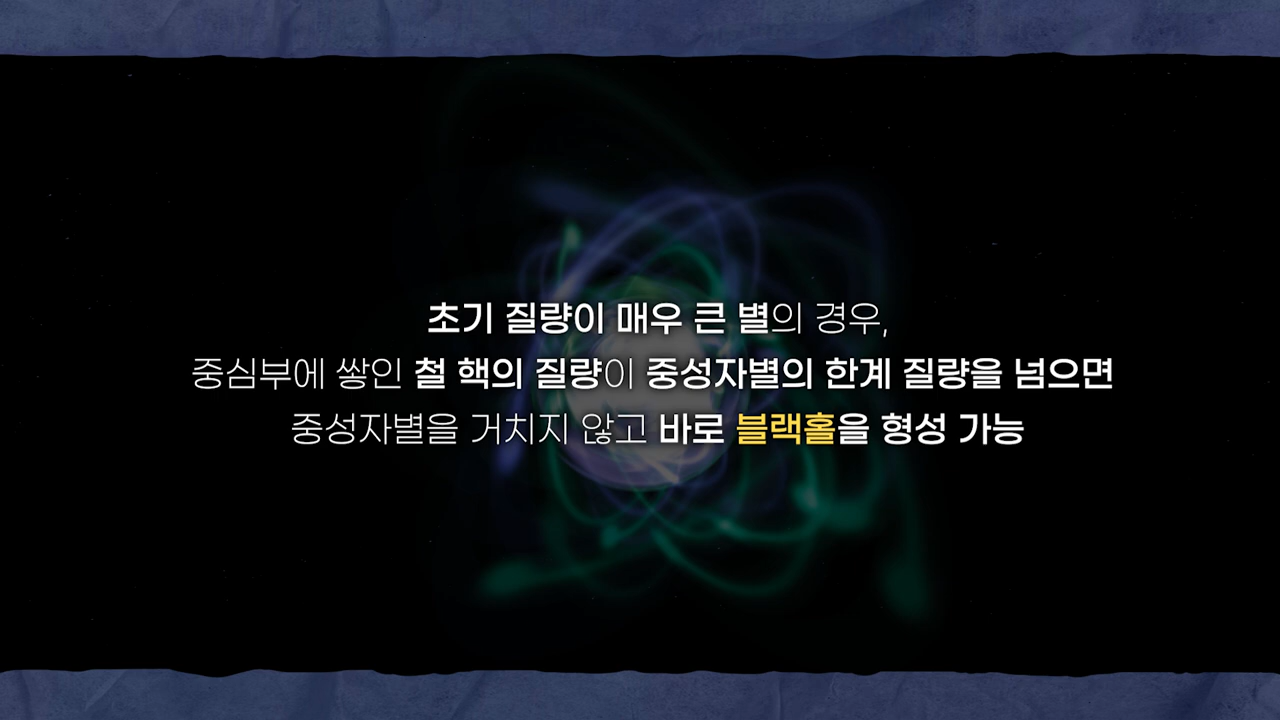 초기 질량이 매우 큰 별의 경우,
중심부에 쌓인 철 핵의 질량이 중성자별의 한계 질량을 넘으면
중성자별을 거치지 않고 바로 블랙홀을 형성 가능